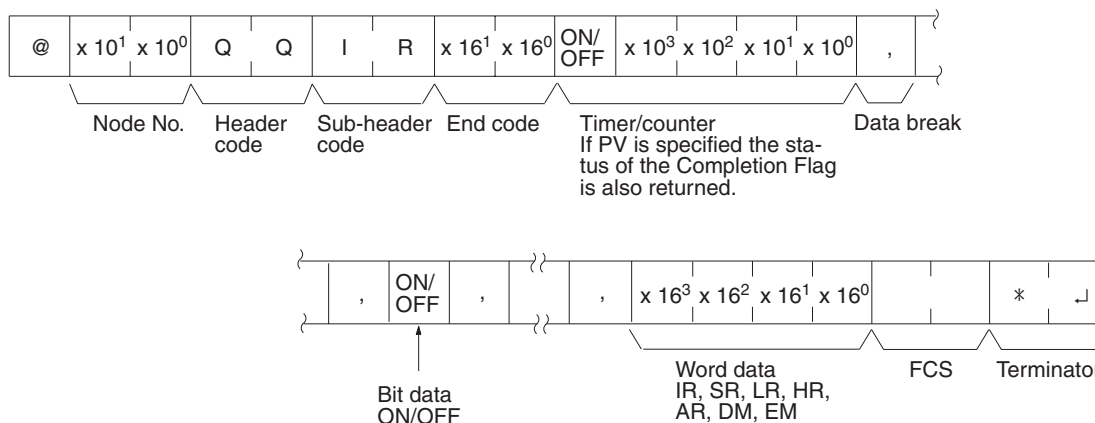 @ x 10¹ x 10⁰ Q Q I R x 16¹ x 16⁰ ON/OFF x 10³ x 10² x 10¹ x 10⁰ ,
Node No.
Header
code
Sub-header
code
End code
Timer/counter
If PV is specified the sta-
tus of the Completion Flag
is also returned.
Data break
, ON/OFF , , x 16³ x 16² x 16¹ x 16⁰ * ↵
Bit data
ON/OFF
Word data
IR, SR, LR, HR,
AR, DM, EM
FCS
Terminator